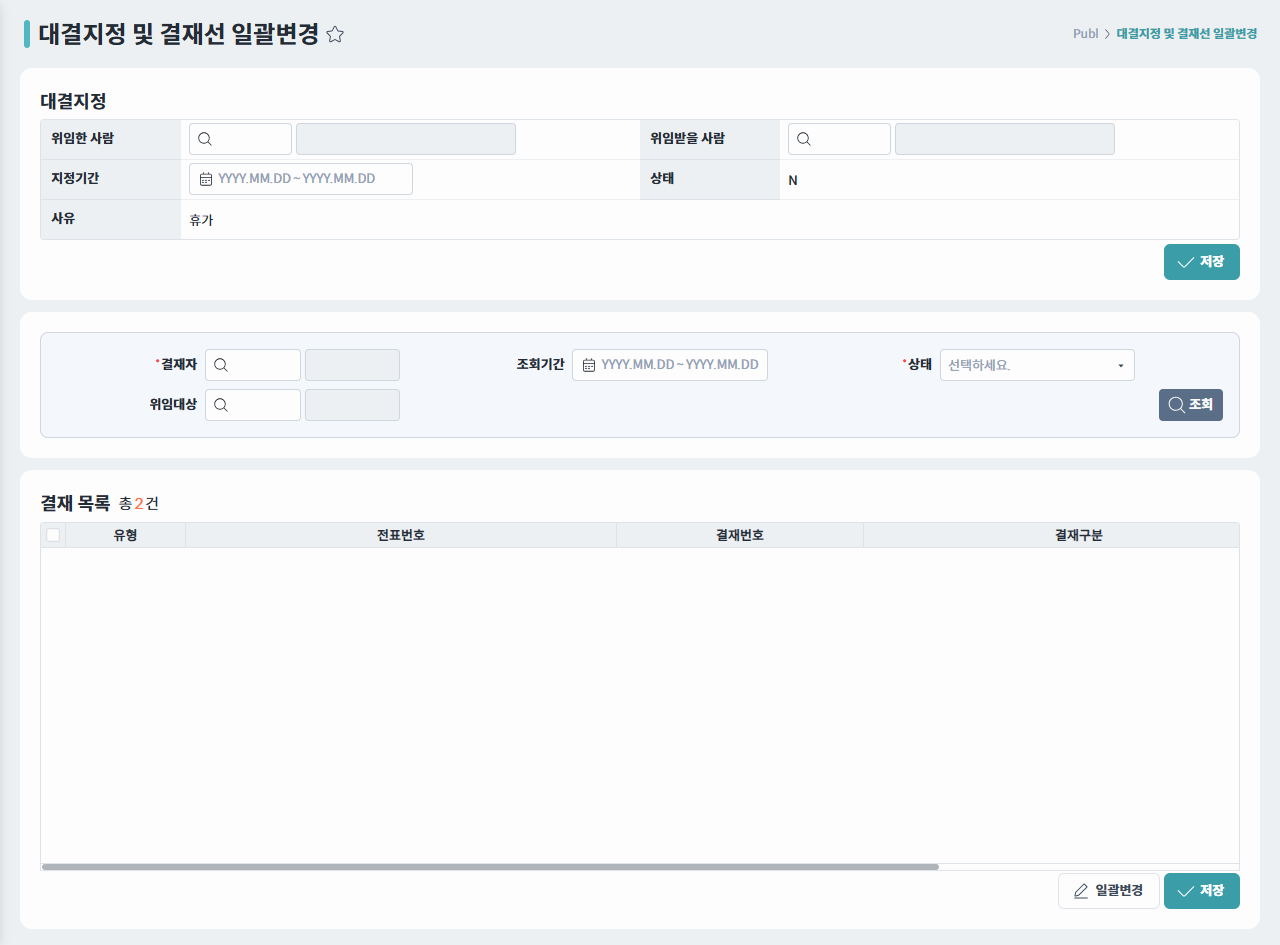 대결지정 및 결재선 일괄변경
Publ > 대결지정 및 결재선 일괄변경
대결지정
위임한 사람 위임받을 사람
지정기간 YYYY.MM.DD ~ YYYY.MM.DD 상태 N
사유 휴가
저장
*결재자 조회기간 YYYY.MM.DD ~ YYYY.MM.DD *상태 선택하세요.
위임대상 조회
결재 목록 총 2 건
유형 전표번호 결재번호 결재구분
일괄변경 저장